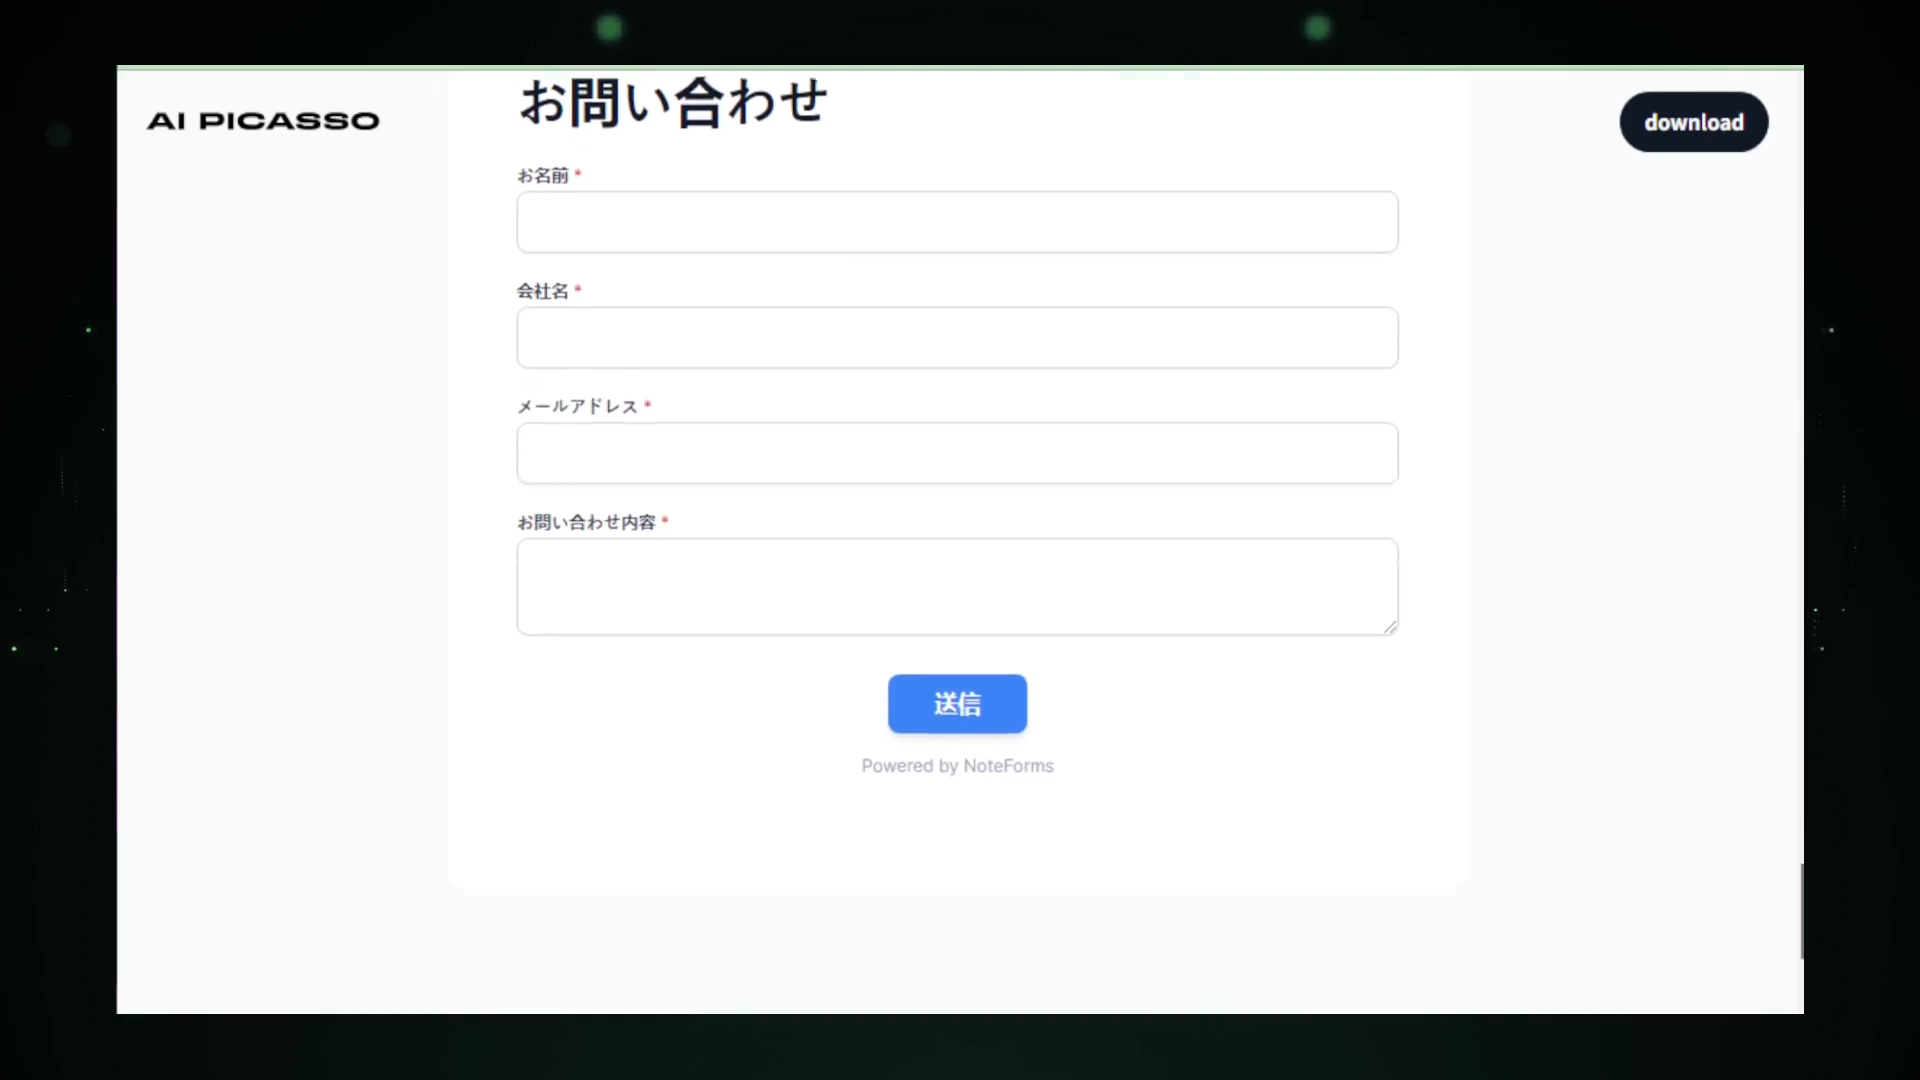 お問い合わせ
AI PICASSO
download
お名前 *
会社名 *
メールアドレス *
お問い合わせ内容 *
送信
Powered by NoteForms